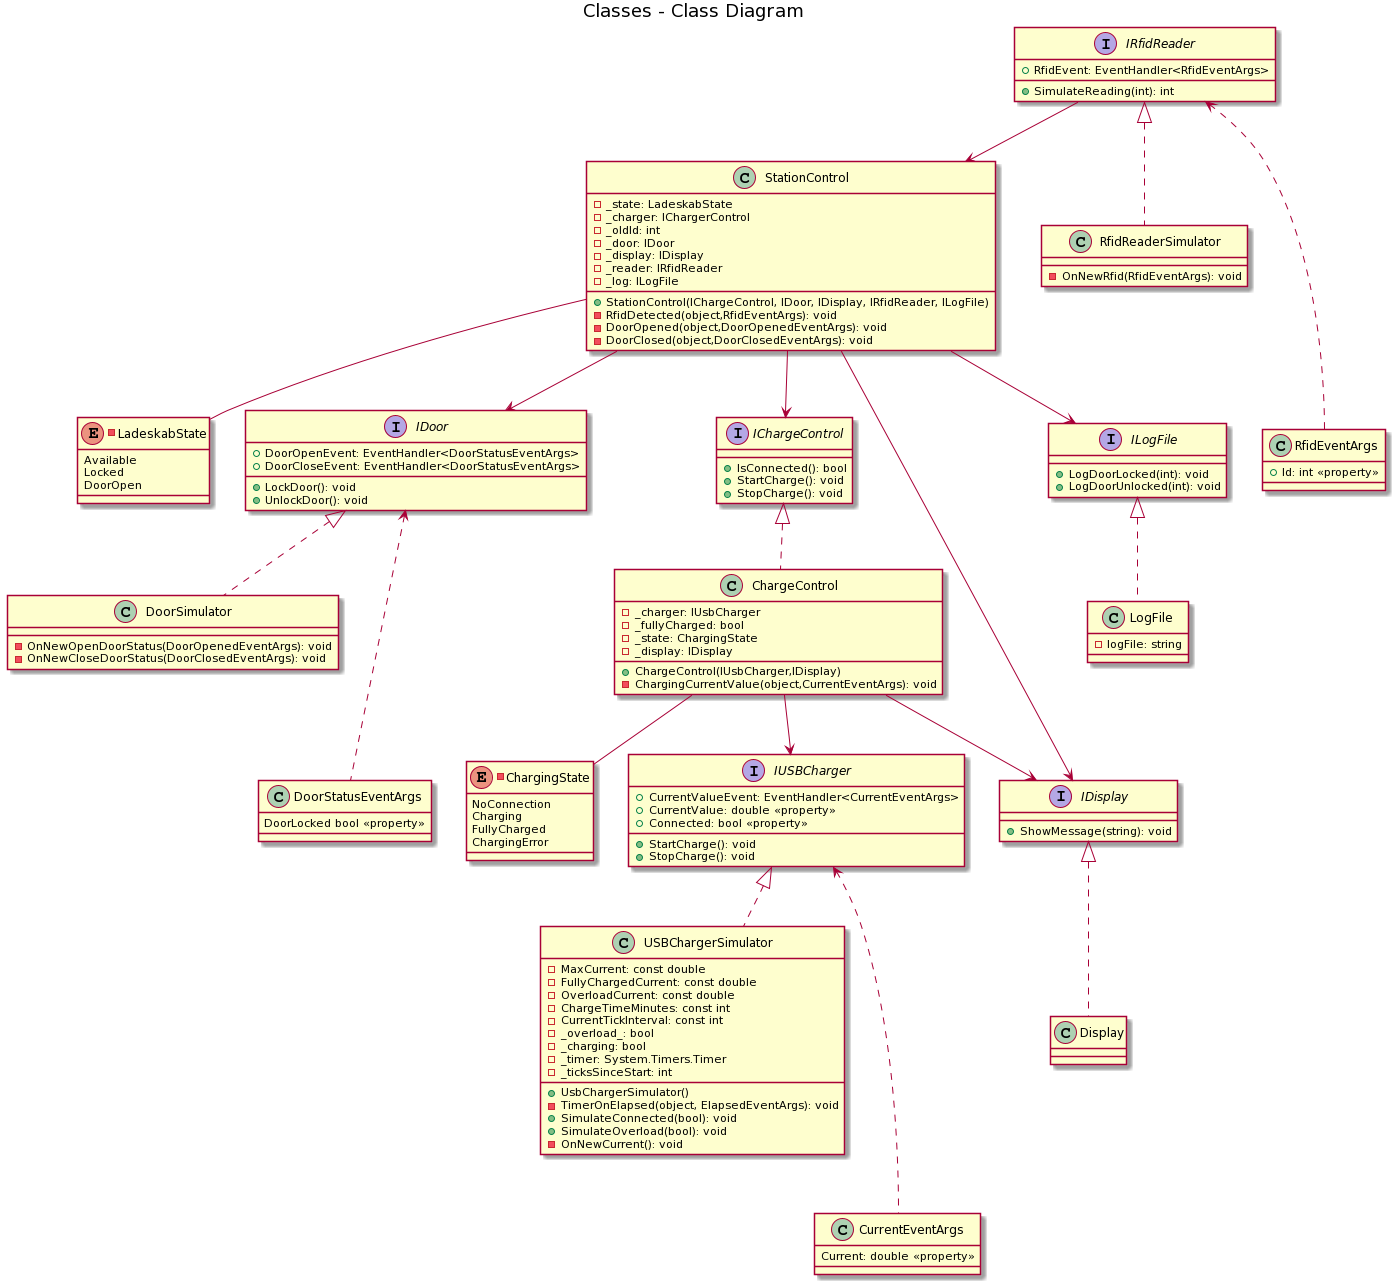 Classes - Class Diagram
I IRfidReader
RfidEvent: EventHandler<RfidEventArgs>
SimulateReading(int): int
C StationControl
_state: LadeskabState
_charger: IChargerControl
_oldId: int
_door: IDoor
_display: IDisplay
_reader: IRfidReader
_log: ILogFile
StationControl(IChargeControl, IDoor, IDisplay, IRfidReader, ILogFile)
RfidDetected(object,RfidEventArgs): void
DoorOpened(object,DoorOpenedEventArgs): void
DoorClosed(object,DoorClosedEventArgs): void
C RfidReaderSimulator
OnNewRfid(RfidEventArgs): void
E LadeskabState
Available
Locked
DoorOpen
I IDoor
DoorOpenEvent: EventHandler<DoorStatusEventArgs>
DoorCloseEvent: EventHandler<DoorStatusEventArgs>
LockDoor(): void
UnlockDoor(): void
I IChargeControl
IsConnected(): bool
StartCharge(): void
StopCharge(): void
I ILogFile
LogDoorLocked(int): void
LogDoorUnlocked(int): void
C RfidEventArgs
Id: int «property»
C DoorSimulator
OnNewOpenDoorStatus(DoorOpenedEventArgs): void
OnNewCloseDoorStatus(DoorClosedEventArgs): void
C ChargeControl
_charger: IUsbCharger
_fullyCharged: bool
_state: ChargingState
_display: IDisplay
ChargeControl(IUsbCharger,IDisplay)
ChargingCurrentValue(object,CurrentEventArgs): void
C LogFile
logFile: string
C DoorStatusEventArgs
DoorLocked bool «property»
E ChargingState
NoConnection
Charging
FullyCharged
ChargingError
I IUSBCharger
CurrentValueEvent: EventHandler<CurrentEventArgs>
CurrentValue: double «property»
Connected: bool «property»
StartCharge(): void
StopCharge(): void
I IDisplay
ShowMessage(string): void
C USBChargerSimulator
MaxCurrent: const double
FullyChargedCurrent: const double
OverloadCurrent: const double
ChargeTimeMinutes: const int
CurrentTickInterval: const int
_overload_: bool
_charging: bool
_timer: System.Timers.Timer
_ticksSinceStart: int
UsbChargerSimulator()
TimerOnElapsed(object, ElapsedEventArgs): void
SimulateConnected(bool): void
SimulateOverload(bool): void
OnNewCurrent(): void
C Display
C CurrentEventArgs
Current: double «property»